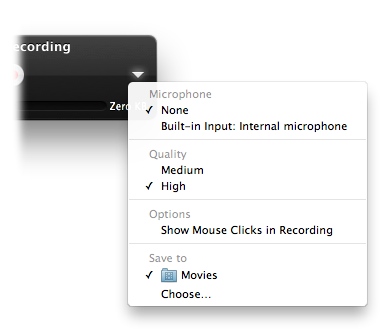 ecording
Zero
Microphone
✓ None
Built-in Input: Internal microphone
Quality
Medium
✓ High
Options
Show Mouse Clicks in Recording
Save to
✓ Movies
Choose...